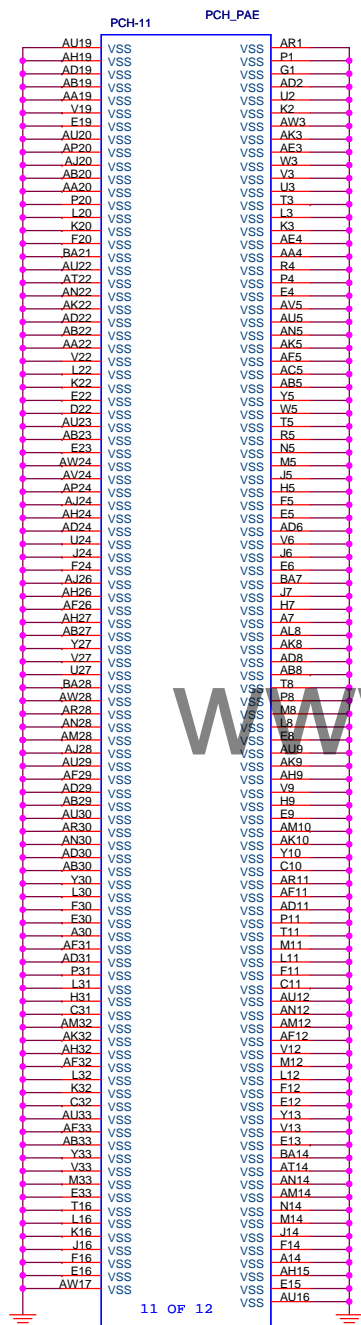 PCH-11 PCH_PAE
AU19 VSS VSS AR1
AH19 VSS VSS P1
AD19 VSS VSS G1
AB19 VSS VSS AD2
AA19 VSS VSS U2
V19 VSS VSS K2
E19 VSS VSS AW3
AU20 VSS VSS AK3
AP20 VSS VSS AE3
AJ20 VSS VSS W3
AB20 VSS VSS V3
AA20 VSS VSS U3
P20 VSS VSS T3
L20 VSS VSS L3
K20 VSS VSS K3
F20 VSS VSS AE4
BA21 VSS VSS AA4
AU22 VSS VSS R4
AT22 VSS VSS P4
AN22 VSS VSS E4
AK22 VSS VSS AV5
AD22 VSS VSS AU5
AB22 VSS VSS AN5
AA22 VSS VSS AK5
V22 VSS VSS AF5
L22 VSS VSS AC5
K22 VSS VSS AB5
E22 VSS VSS Y5
D22 VSS VSS W5
AU23 VSS VSS T5
AB23 VSS VSS R5
E23 VSS VSS N5
AW24 VSS VSS M5
AV24 VSS VSS J5
AP24 VSS VSS H5
AJ24 VSS VSS F5
AH24 VSS VSS E5
AD24 VSS VSS AD6
U24 VSS VSS V6
J24 VSS VSS J6
F24 VSS VSS E6
AJ26 VSS VSS BA7
AH26 VSS VSS J7
AF26 VSS VSS H7
AH27 VSS VSS A7
AB27 VSS VSS AL8
Y27 VSS VSS AK8
V27 VSS VSS AD8
U27 VSS VSS AB8
BA28 VSS VSS T8
AW28 VSS VSS P8
AR28 VSS VSS M8
AN28 VSS VSS L8
AM28 VSS VSS E8
AJ28 VSS VSS AU9
AU29 VSS VSS AK9
AF29 VSS VSS AH9
AD29 VSS VSS V9
AB29 VSS VSS H9
AU30 VSS VSS E9
AR30 VSS VSS AM10
AN30 VSS VSS AK10
AD30 VSS VSS Y10
AB30 VSS VSS C10
Y30 VSS VSS AR11
L30 VSS VSS AF11
F30 VSS VSS AD11
E30 VSS VSS P11
A30 VSS VSS T11
AF31 VSS VSS M11
AD31 VSS VSS L11
P31 VSS VSS F11
L31 VSS VSS C11
H31 VSS VSS AU12
C31 VSS VSS AN12
AM32 VSS VSS AM12
AK32 VSS VSS AF12
AH32 VSS VSS V12
AF32 VSS VSS M12
L32 VSS VSS L12
K32 VSS VSS F12
C32 VSS VSS E12
AU33 VSS VSS Y13
AF33 VSS VSS V13
AB33 VSS VSS E13
Y33 VSS VSS BA14
V33 VSS VSS AT14
M33 VSS VSS AN14
E33 VSS VSS AM14
T16 VSS VSS N14
L16 VSS VSS M14
K16 VSS VSS J14
J16 VSS VSS F14
F16 VSS VSS A14
E16 VSS VSS AH15
AW17 VSS VSS E15
VSS AU16
11 OF 12